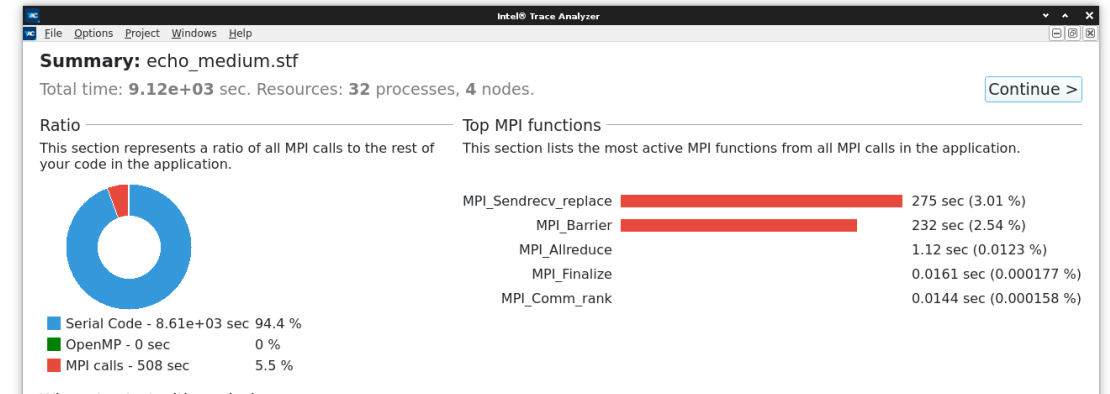 Intel® Trace Analyzer
File Options Project Windows Help
Summary: echo_medium.stf
Total time: 9.12e+03 sec. Resources: 32 processes, 4 nodes.
Continue >
Ratio
This section represents a ratio of all MPI calls to the rest of
your code in the application.
Serial Code - 8.61e+03 sec 94.4 %
OpenMP - 0 sec 0 %
MPI calls - 508 sec 5.5 %
Top MPI functions
This section lists the most active MPI functions from all MPI calls in the application.
MPI_Sendrecv_replace 275 sec (3.01 %)
MPI_Barrier 232 sec (2.54 %)
MPI_Allreduce 1.12 sec (0.0123 %)
MPI_Finalize 0.0161 sec (0.000177 %)
MPI_Comm_rank 0.0144 sec (0.000158 %)